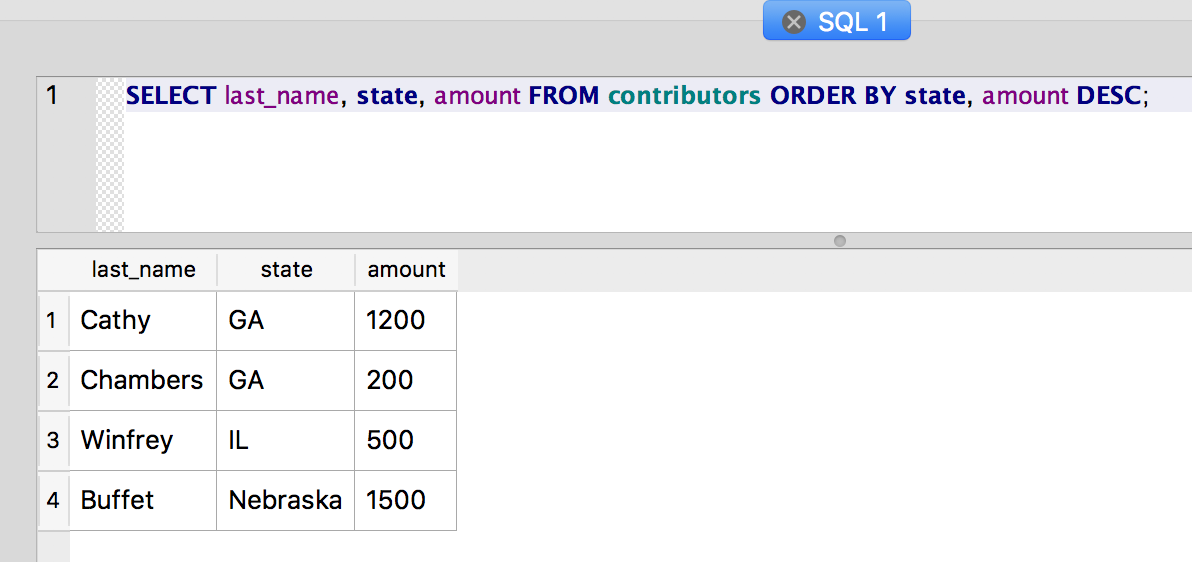 SQL 1
1 SELECT last_name, state, amount FROM contributors ORDER BY state, amount DESC;
last_name state amount
1 Cathy GA 1200
2 Chambers GA 200
3 Winfrey IL 500
4 Buffet Nebraska 1500